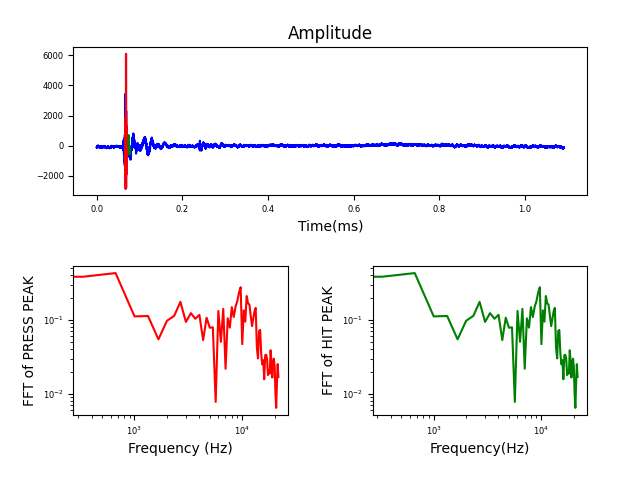 Amplitude
6000
4000
2000
0
−2000
0.0 0.2 0.4 0.6 0.8 1.0
Time(ms)
FFT of PRESS PEAK
10⁻¹
10⁻²
10³ 10⁴
Frequency (Hz)
FFT of HIT PEAK
10⁻¹
10⁻²
10³ 10⁴
Frequency(Hz)